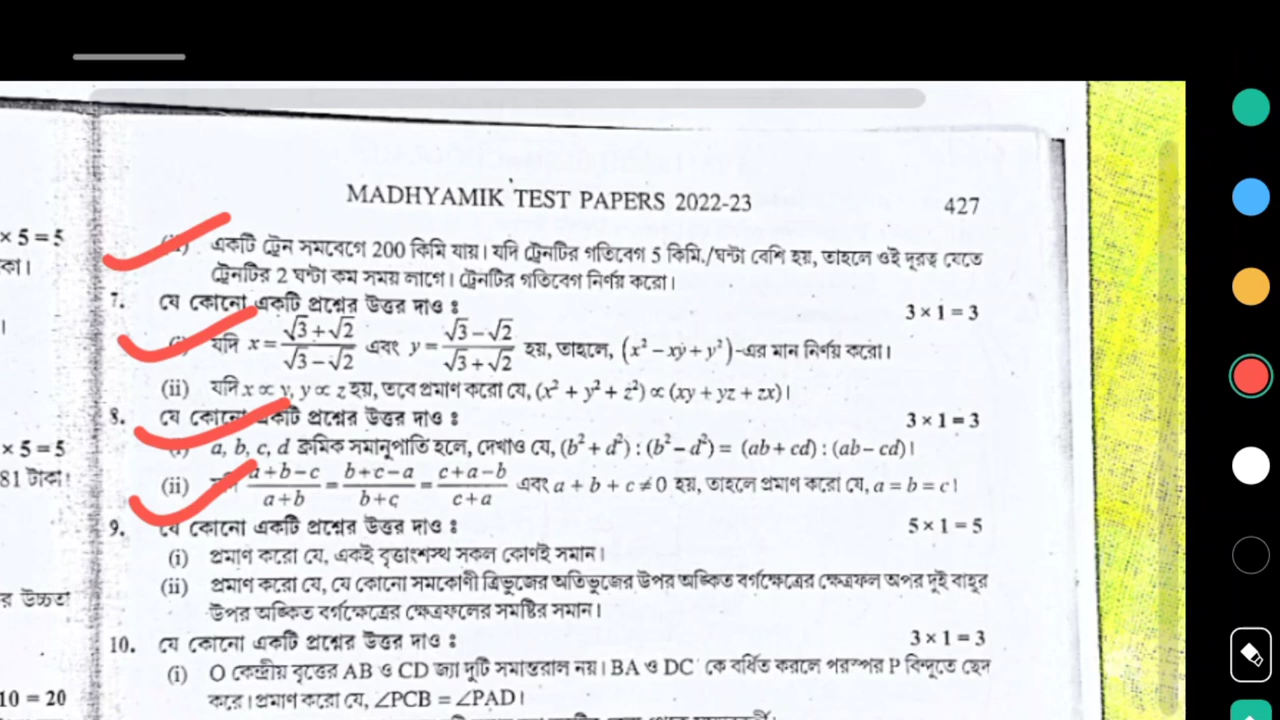 MADHYAMIK TEST PAPERS 2022-23
427
× 5 = 5
কা।
একটি ট্রেন সমবেগে 200 কিমি যায়। যদি ট্রেনটির গতিবেগ 5 কিমি./ঘন্টা বেশি হয়, তাহলে ওই দূরত্ব যেতে
ট্রেনটির 2 ঘন্টা কম সময় লাগে। ট্রেনটির গতিবেগ নির্ণয় করো।
7. যে কোনো একটি প্রশ্নের উত্তর দাও ঃ 3 × 1 = 3
যদি x = (√3+√2)/(√3−√2) এবং y = (√3−√2)/(√3+√2) হয়, তাহলে, (x² − xy + y²)-এর মান নির্ণয় করো।
(ii) যদি x ∝ y, y ∝ z হয়, তবে প্রমাণ করো যে, (x² + y² + z²) ∝ (xy + yz + zx)।
8. যে কোনো একটি প্রশ্নের উত্তর দাও ঃ 3 × 1 = 3
(i) a, b, c, d ক্রমিক সমানুপাতি হলে, দেখাও যে, (b² + d²) : (b² − d²) = (ab + cd) : (ab − cd)।
× 5 = 5
81 টাকা।
(ii) (a+b−c)/(a+b) = (b+c−a)/(b+c) = (c+a−b)/(c+a) এবং a + b + c ≠ 0 হয়, তাহলে প্রমাণ করো যে, a = b = c।
9. যে কোনো একটি প্রশ্নের উত্তর দাও ঃ 5 × 1 = 5
(i) প্রমাণ করো যে, একই বৃত্তাংশস্থ সকল কোণই সমান।
(ii) প্রমাণ করো যে, যে কোনো সমকোণী ত্রিভুজের অতিভুজের উপর অঙ্কিত বর্গক্ষেত্রের ক্ষেত্রফল অপর দুই বাহুর
উপর অঙ্কিত বর্গক্ষেত্রের ক্ষেত্রফলের সমষ্টির সমান।
র উচ্চতা
10. যে কোনো একটি প্রশ্নের উত্তর দাও ঃ 3 × 1 = 3
(i) O কেন্দ্রীয় বৃত্তের AB ও CD জ্যা দুটি সমান্তরাল নয়। BA ও DC কে বর্ধিত করলে পরস্পর P বিন্দুতে ছেদ
করে। প্রমাণ করো যে, ∠PCB = ∠PAD।
10 = 20